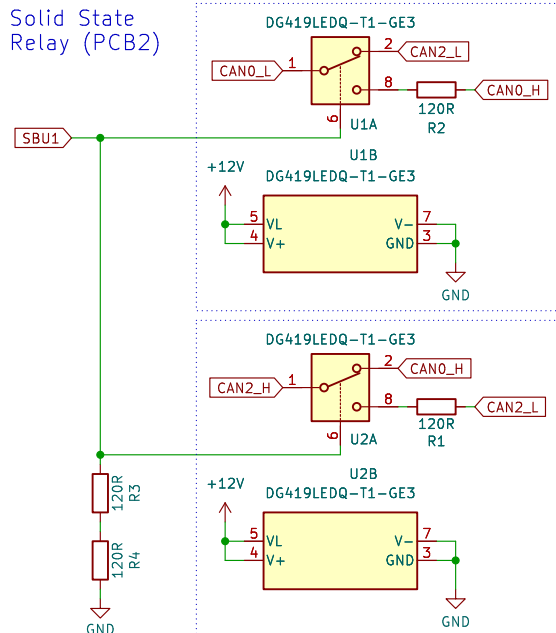 Solid State
Relay (PCB2)
DG419LEDQ-T1-GE3
CAN0_L
1
2
CAN2_L
8
120R
R2
CAN0_H
6
U1A
SBU1
U1B
DG419LEDQ-T1-GE3
+12V
5
VL
4
V+
V-
7
GND
3
GND
DG419LEDQ-T1-GE3
CAN2_H
1
2
CAN0_H
8
120R
R1
CAN2_L
6
U2A
U2B
DG419LEDQ-T1-GE3
+12V
5
VL
4
V+
V-
7
GND
3
GND
120R
R3
120R
R4
GND